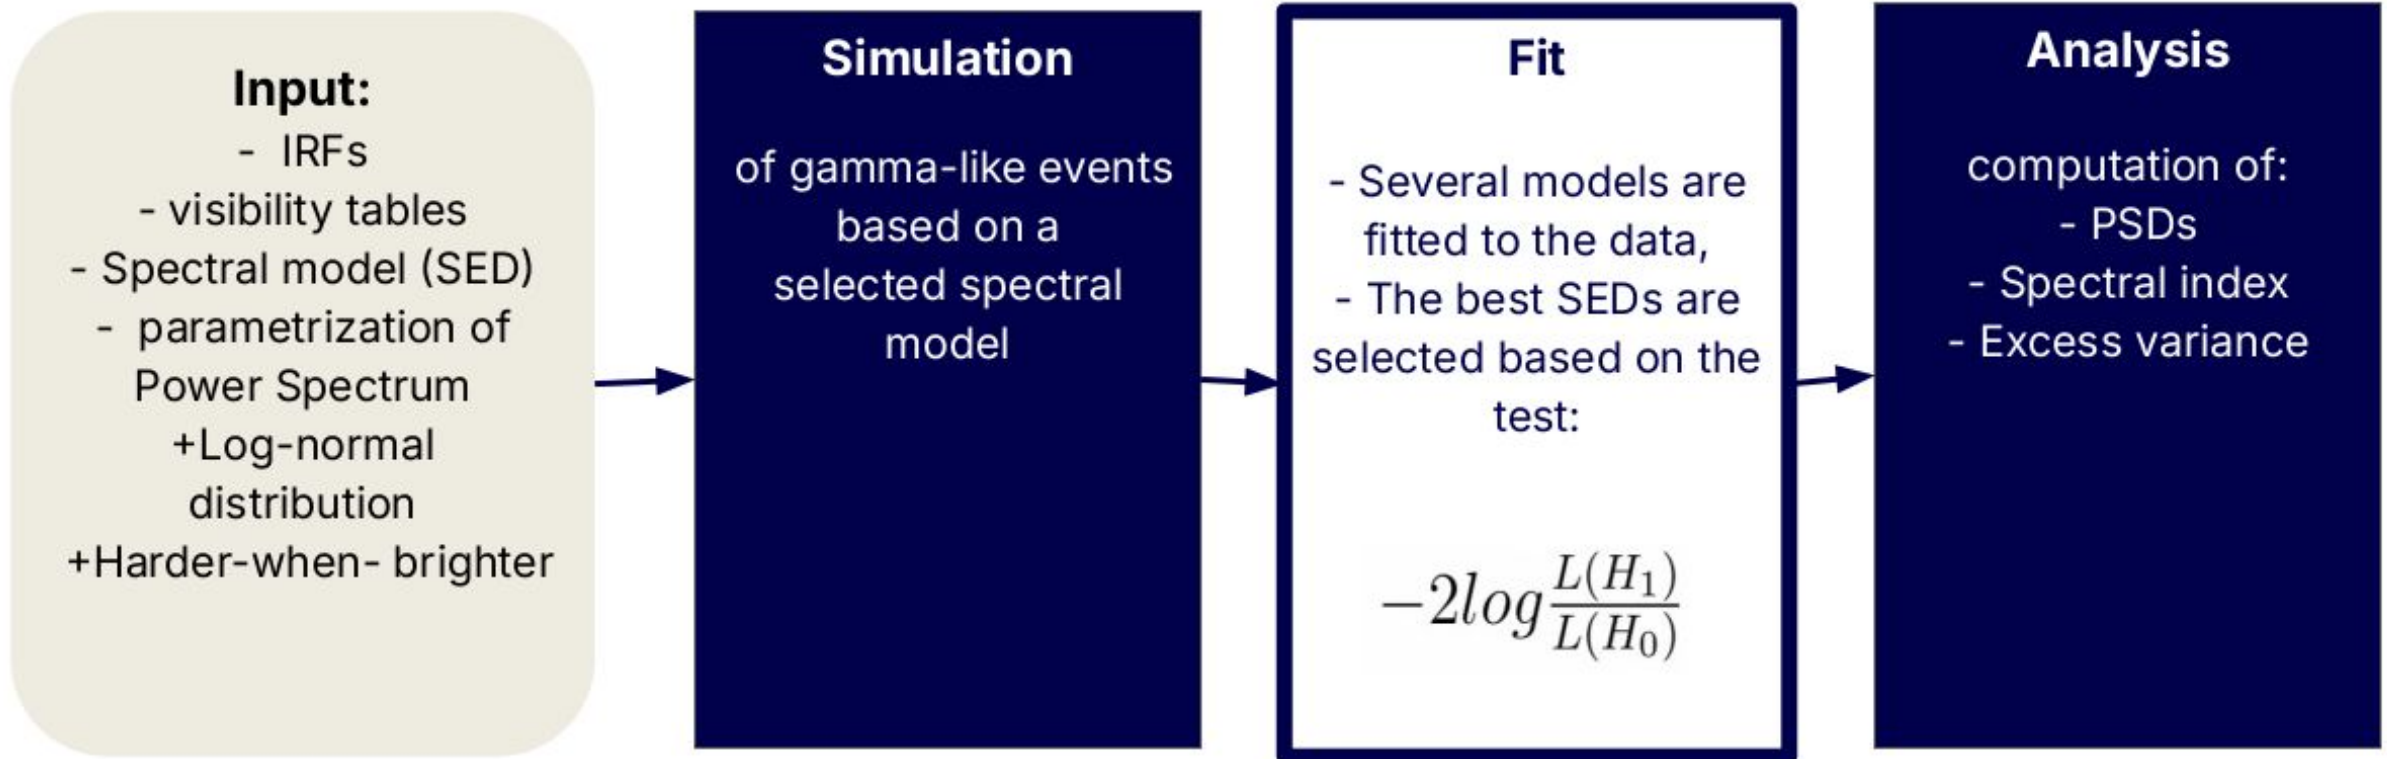 Input:
- IRFs
- visibility tables
- Spectral model (SED)
- parametrization of
Power Spectrum
+Log-normal
distribution
+Harder-when- brighter
Simulation
of gamma-like events
based on a
selected spectral
model
Fit
- Several models are
fitted to the data,
- The best SEDs are
selected based on the
test:
−2log L(H₁)/L(H₀)
Analysis
computation of:
- PSDs
- Spectral index
- Excess variance